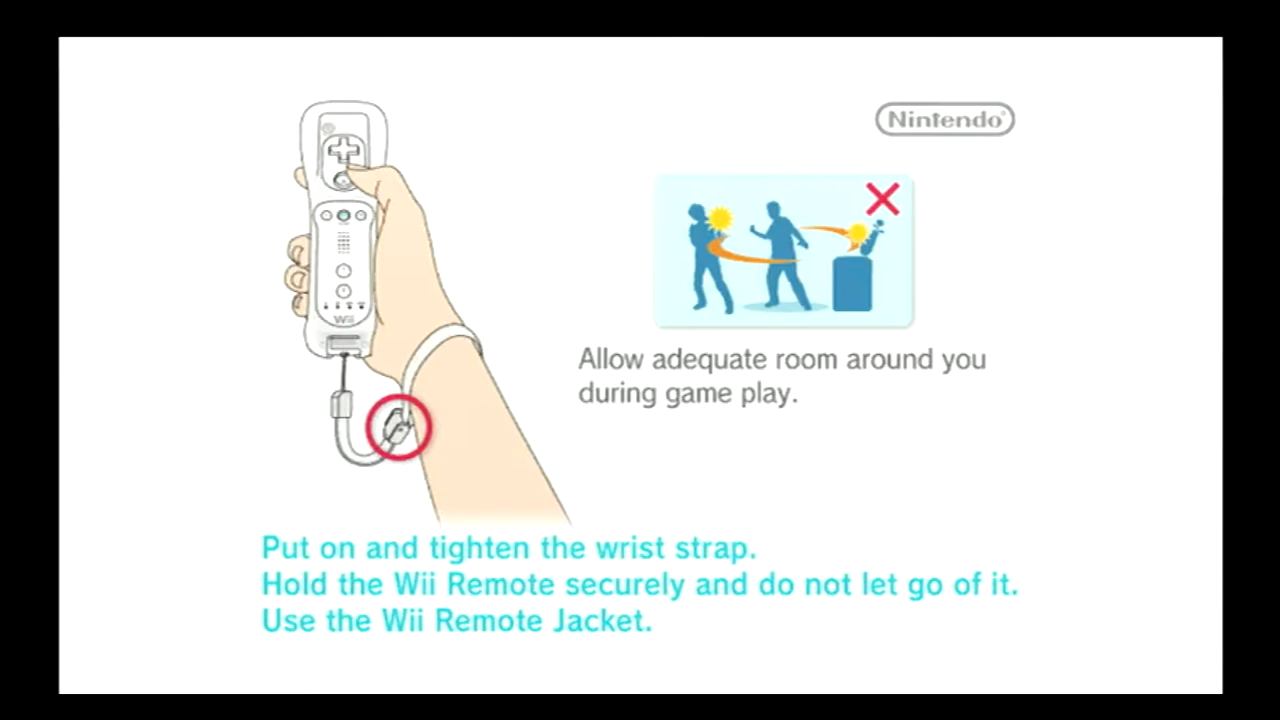 Nintendo
Wii
Allow adequate room around you
during game play.
Put on and tighten the wrist strap.
Hold the Wii Remote securely and do not let go of it.
Use the Wii Remote Jacket.